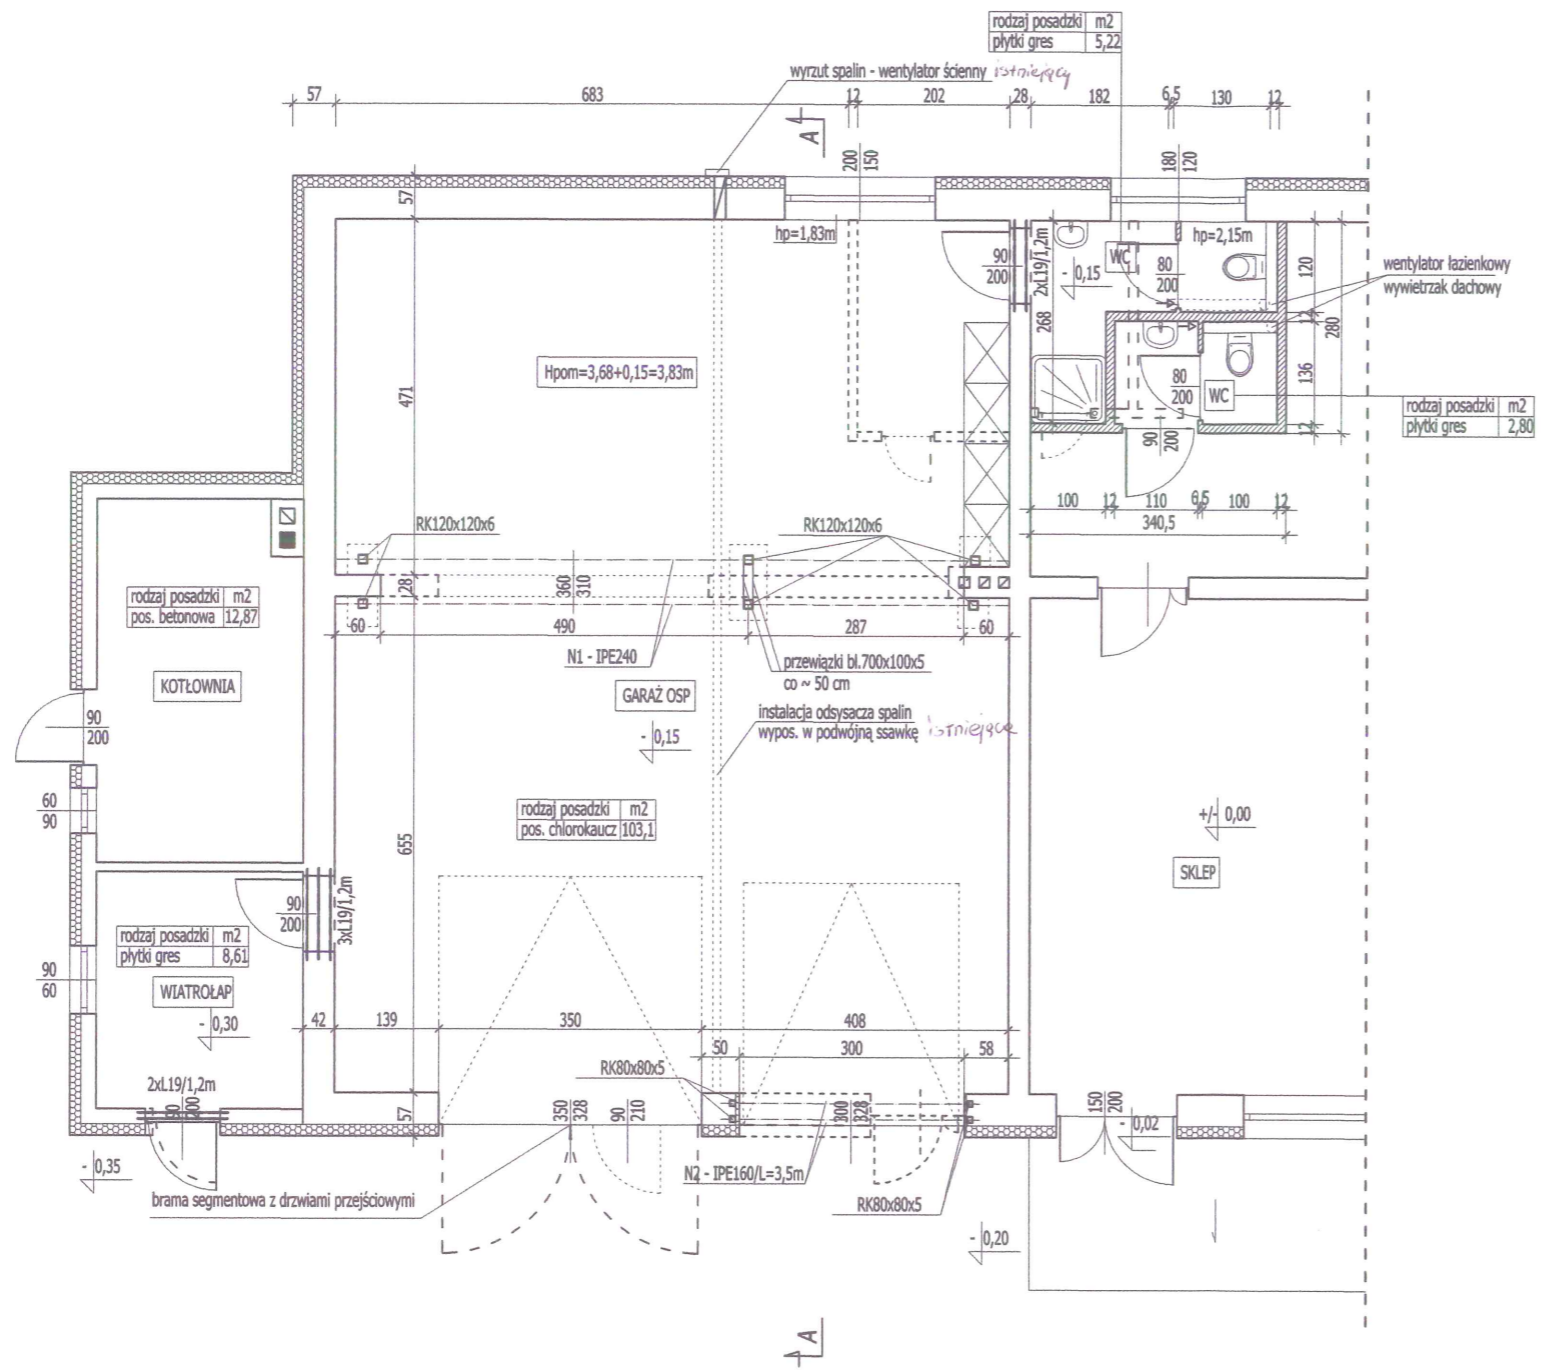 rodzaj posadzki m2
płytki gres 5,22
wyrzut spalin - wentylator ścienny istniejący
57 683 12 202 28 182 6,5 130 12
A
200
150
180
120
57
hp=1,83m
90
200
2xL19/1,2m
- 0,15
WC
80
200
hp=2,15m
120
wentylator łazienkowy
wywietrzak dachowy
268
12
280
471
Hpom=3,68+0,15=3,83m
136
80
200
WC
rodzaj posadzki m2
płytki gres 2,80
12
90
200
100 12 110 6,5 100 12
340,5
RK120x120x6
RK120x120x6
28
360
310
60 490 287 60
rodzaj posadzki m2
pos. betonowa 12,87
N1 - IPE240
przewiązki bl.700x100x5
co ~ 50 cm
KOTŁOWNIA
GARAŻ OSP
instalacja odsysacza spalin
wypos. w podwójną ssawkę istniejąca
90
200
- 0,15
60
90
rodzaj posadzki m2
pos. chlorokaucz 103,1
655
+/- 0,00
SKLEP
90
200
3xL19/1,2m
rodzaj posadzki m2
płytki gres 8,61
90
60
WIATROŁAP
- 0,30
42 139 350 408
50 300 58
RK80x80x5
2xL19/1,2m
90
200
57
350
328
90
210
300
328
150
200
- 0,02
- 0,35
N2 - IPE160/L=3,5m
brama segmentowa z drzwiami przejściowymi
RK80x80x5
- 0,20
A